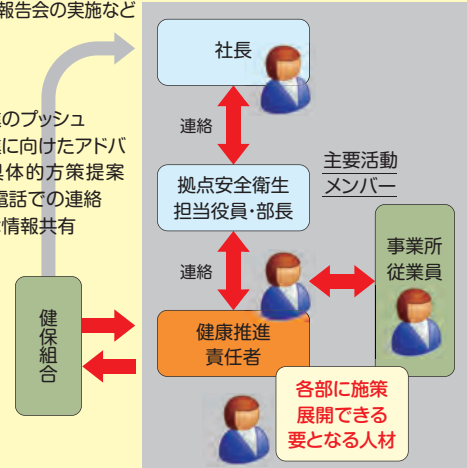 報告会の実施など
のプッシュ
に向けたアドバ
具体的方策提案
電話での連絡
情報共有
健保組合
社長
連絡
拠点安全衛生
担当役員・部長
主要活動
メンバー
連絡
事業所
従業員
健康推進
責任者
各部に施策
展開できる
要となる人材